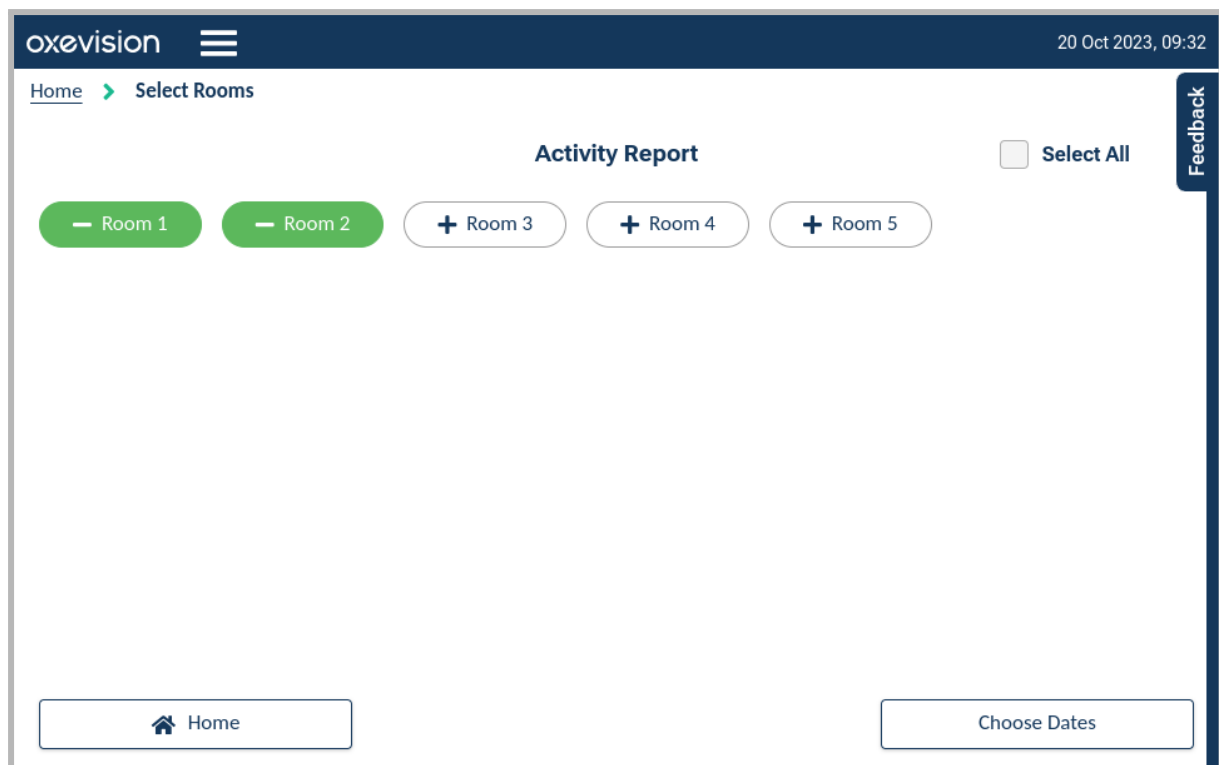 oxevision
20 Oct 2023, 09:32
Home > Select Rooms
Feedback
Activity Report
Select All
Room 1
Room 2
Room 3
Room 4
Room 5
Home
Choose Dates